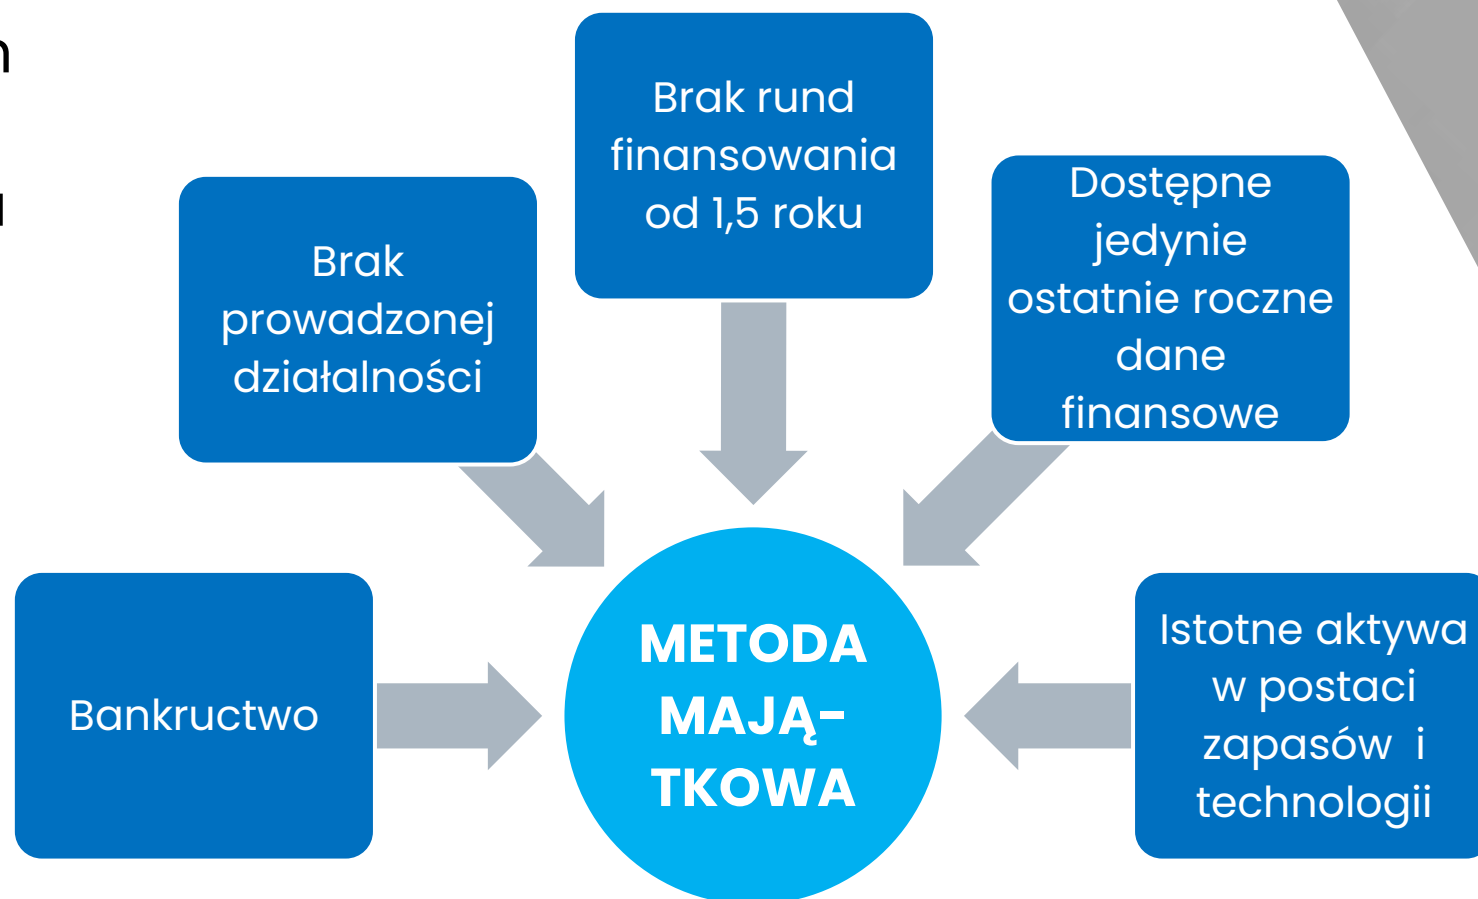 Brak rund
finansowania
od 1,5 roku
Brak
prowadzonej
działalności
Dostępne
jedynie
ostatnie roczne
dane
finansowe
Bankructwo
METODA
MAJĄ-
TKOWA
Istotne aktywa
w postaci
zapasów i
technologii